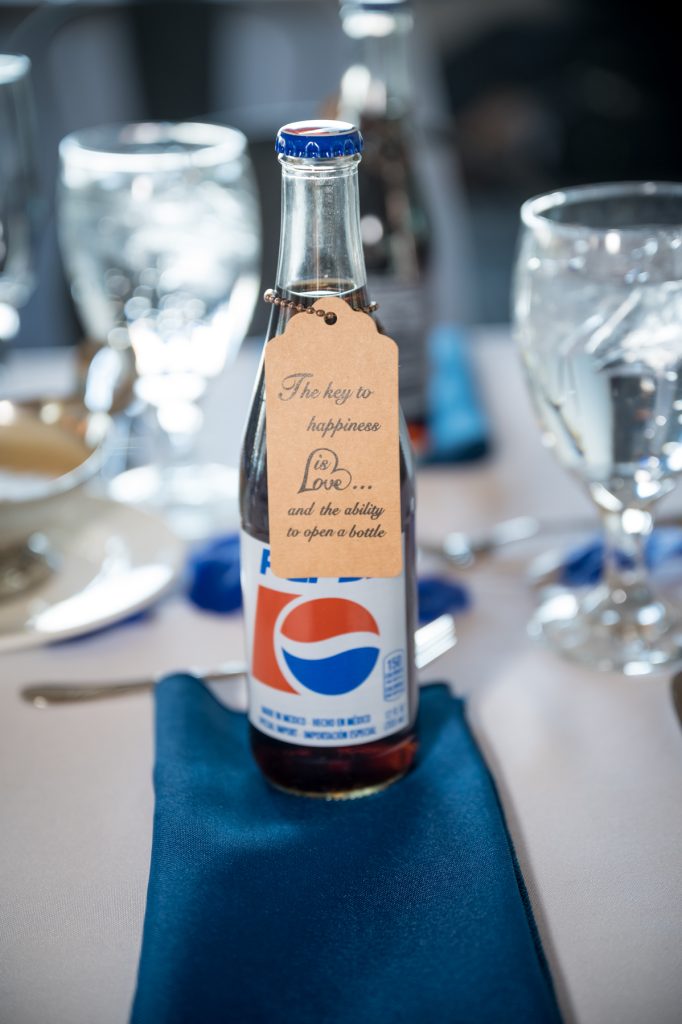 The key to
happiness
is
Love...
and the ability
to open a bottle
150
MADE IN MEXICO - HECHO EN MÉXICO
SPECIAL IMPORT - IMPORTACIÓN ESPECIAL